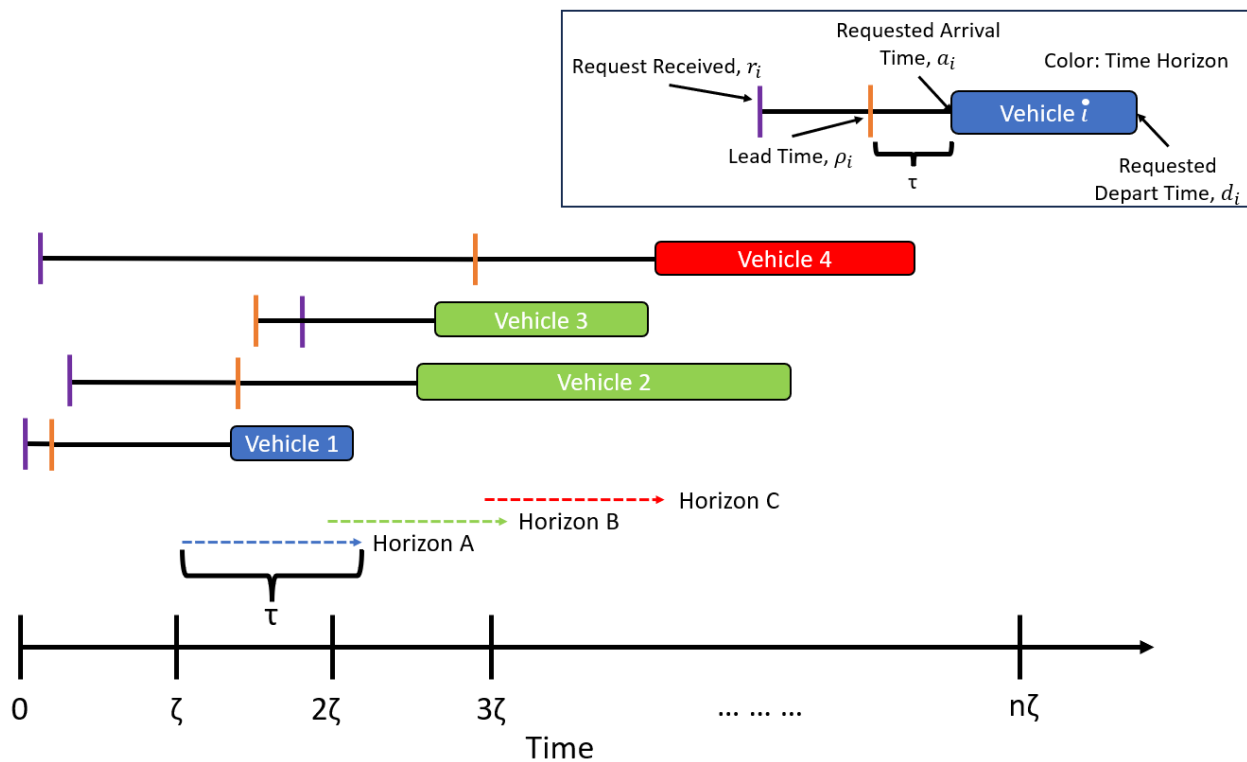 Requested Arrival
Time, aᵢ
Color: Time Horizon
Request Received, rᵢ
Vehicle i
Lead Time, ρᵢ
τ
Requested
Depart Time, dᵢ
Vehicle 4
Vehicle 3
Vehicle 2
Vehicle 1
Horizon C
Horizon B
Horizon A
τ
0
ζ
2ζ
3ζ
... ... ...
nζ
Time